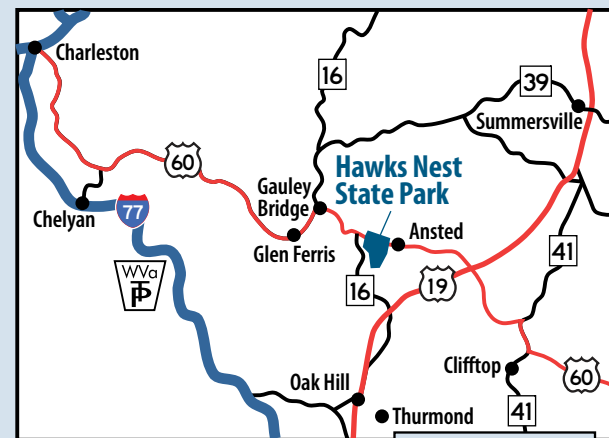 Charleston
16
39
Summersville
60
Hawks Nest
State Park
Gauley
Bridge
Chelyan
77
Ansted
Glen Ferris
41
WVa
TP
16
19
Clifftop
60
Oak Hill
Thurmond
41